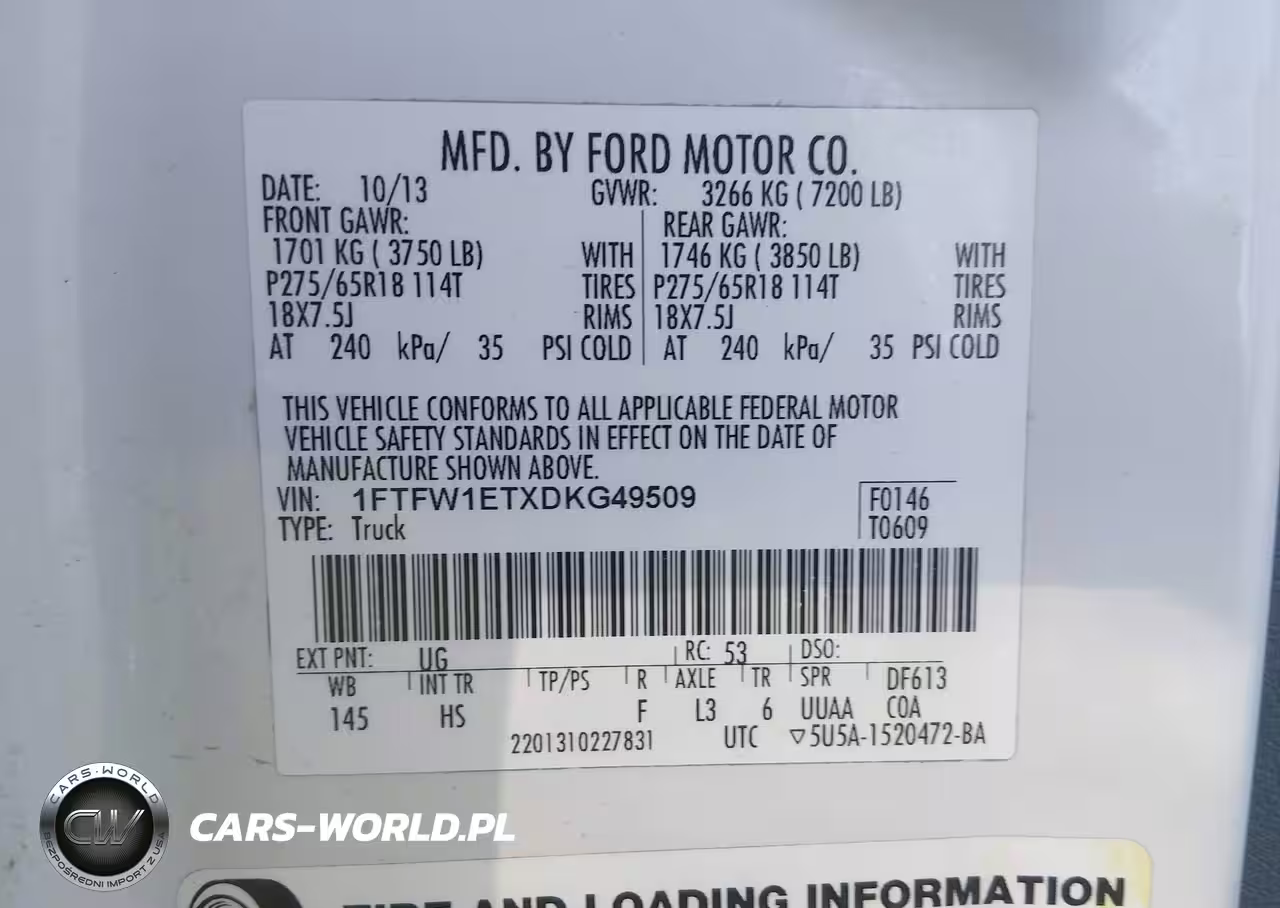 MFD. BY FORD MOTOR CO.
DATE: 10/13 GVWR: 3266 KG ( 7200 LB)
FRONT GAWR: REAR GAWR:
1701 KG ( 3750 LB) WITH 1746 KG ( 3850 LB) WITH
P275/65R18 114T TIRES P275/65R18 114T TIRES
18X7.5J RIMS 18X7.5J RIMS
AT 240 kPa/ 35 PSI COLD AT 240 kPa/ 35 PSI COLD
THIS VEHICLE CONFORMS TO ALL APPLICABLE FEDERAL MOTOR
VEHICLE SAFETY STANDARDS IN EFFECT ON THE DATE OF
MANUFACTURE SHOWN ABOVE.
VIN: 1FTFW1ETXDKG49509 F0146
TYPE: Truck T0609
EXT PNT: UG RC: 53 DSO:
WB INT TR TP/PS R AXLE TR SPR DF613
145 HS F L3 6 UUAA COA
2201310227831 UTC ▽5U5A-1520472-BA
CARS-WORLD
CW
BEZPOŚREDNI IMPORT Z USA
CARS-WORLD.PL
TIRE AND LOADING INFORMATION